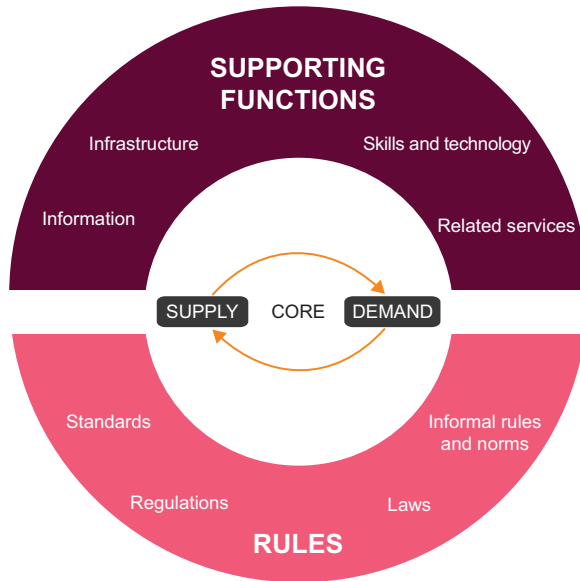 SUPPORTING
FUNCTIONS
Infrastructure
Skills and technology
Information
Related services
SUPPLY
CORE
DEMAND
Standards
Informal rules
and norms
Regulations
Laws
RULES